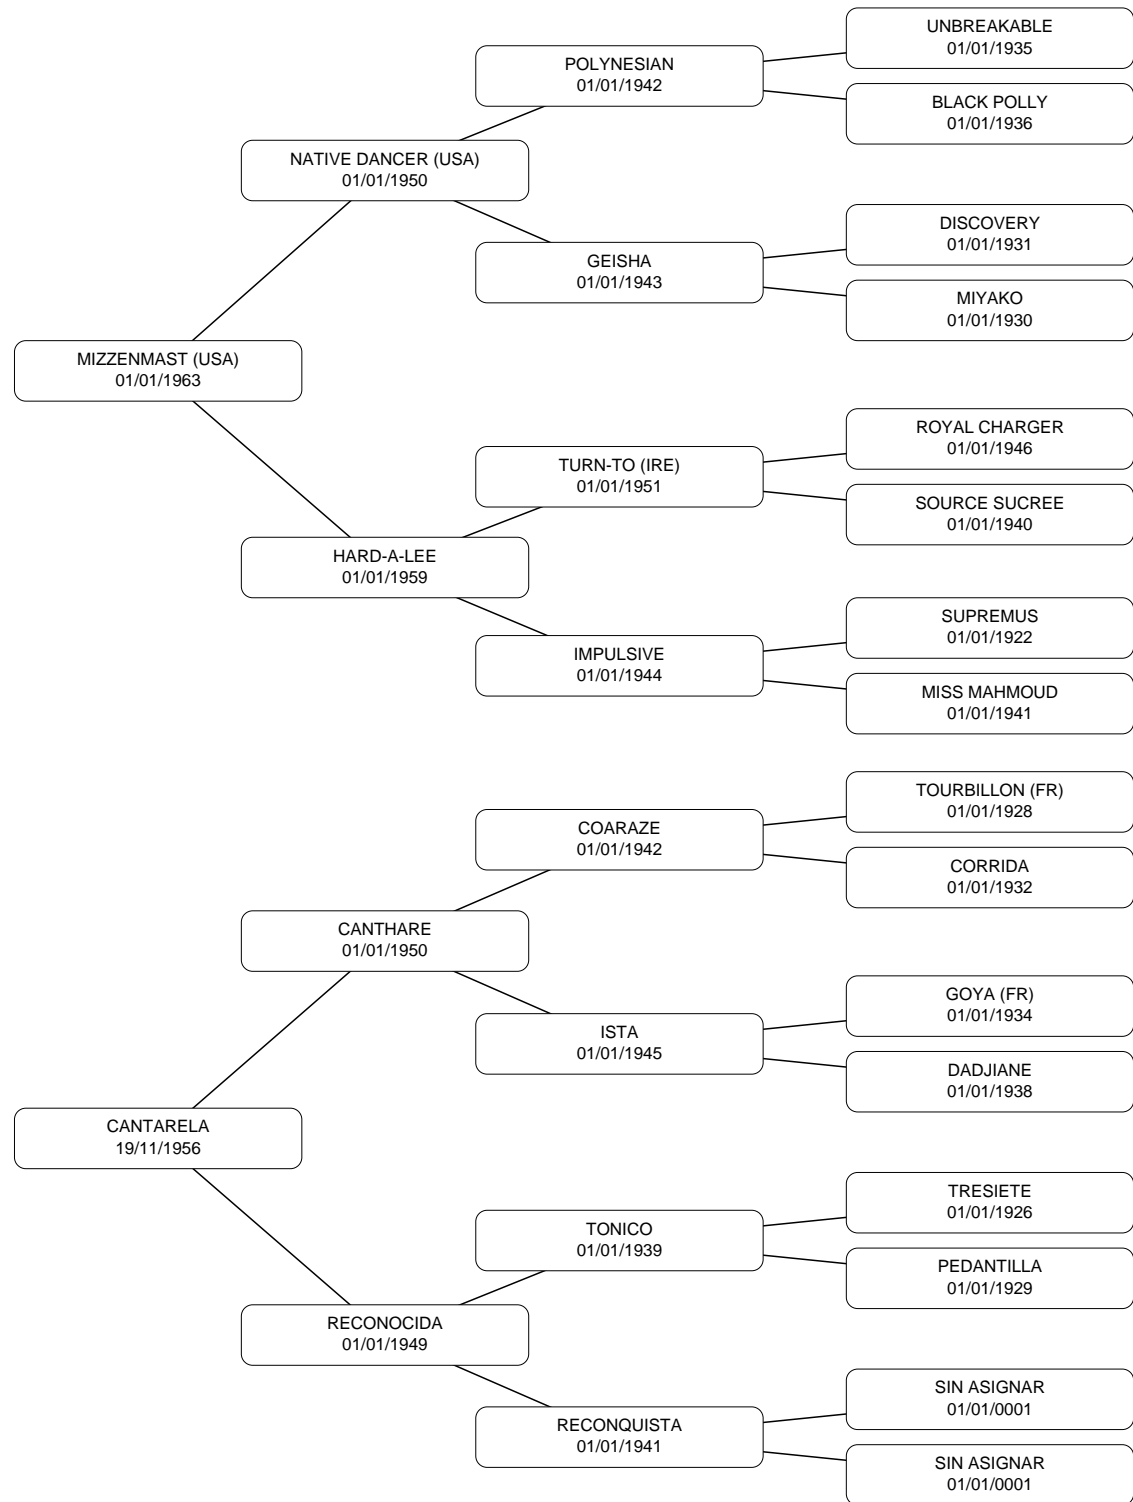 UNBREAKABLE
01/01/1935
POLYNESIAN
01/01/1942
BLACK POLLY
01/01/1936
NATIVE DANCER (USA)
01/01/1950
DISCOVERY
01/01/1931
GEISHA
01/01/1943
MIYAKO
01/01/1930
MIZZENMAST (USA)
01/01/1963
ROYAL CHARGER
01/01/1946
TURN-TO (IRE)
01/01/1951
SOURCE SUCREE
01/01/1940
HARD-A-LEE
01/01/1959
SUPREMUS
01/01/1922
IMPULSIVE
01/01/1944
MISS MAHMOUD
01/01/1941
TOURBILLON (FR)
01/01/1928
COARAZE
01/01/1942
CORRIDA
01/01/1932
CANTHARE
01/01/1950
GOYA (FR)
01/01/1934
ISTA
01/01/1945
DADJIANE
01/01/1938
CANTARELA
19/11/1956
TRESIETE
01/01/1926
TONICO
01/01/1939
PEDANTILLA
01/01/1929
RECONOCIDA
01/01/1949
SIN ASIGNAR
01/01/0001
RECONQUISTA
01/01/1941
SIN ASIGNAR
01/01/0001